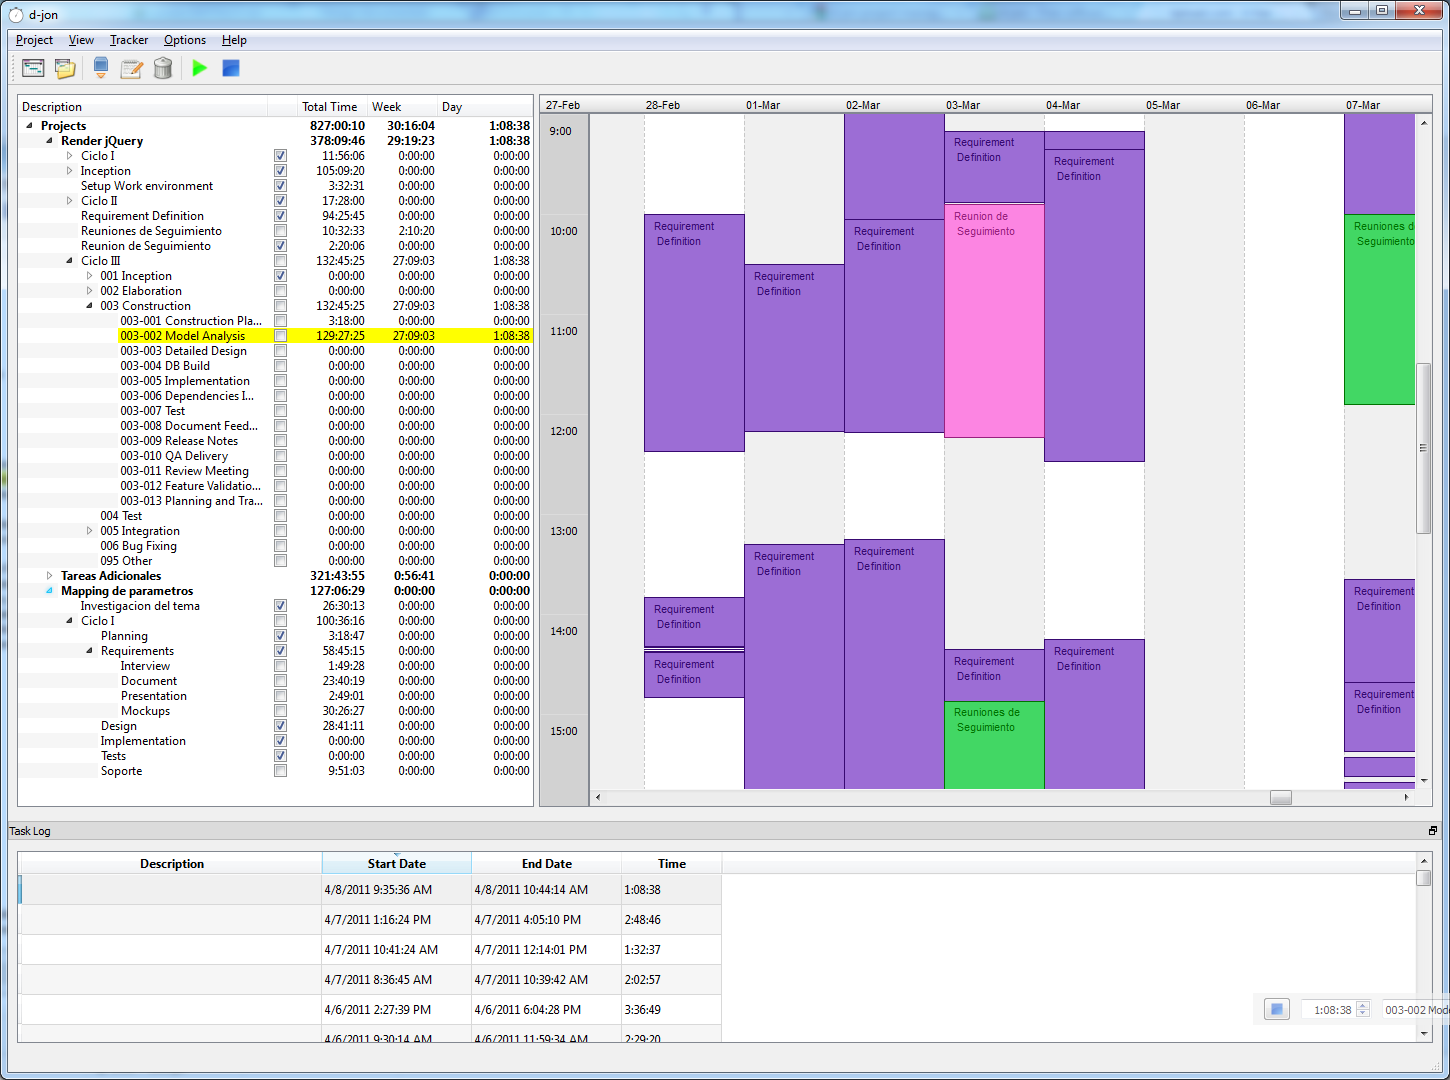 d-jon
Project View Tracker Options Help
Description Total Time Week Day
Projects 827:00:10 30:16:04 1:08:38
Render jQuery 378:09:46 29:19:23 1:08:38
Ciclo I 11:56:06 0:00:00 0:00:00
Inception 105:09:20 0:00:00 0:00:00
Setup Work environment 3:32:31 0:00:00 0:00:00
Ciclo II 17:28:00 0:00:00 0:00:00
Requirement Definition 94:25:45 0:00:00 0:00:00
Reuniones de Seguimiento 10:32:33 2:10:20 0:00:00
Reunion de Seguimiento 2:20:06 0:00:00 0:00:00
Ciclo III 132:45:25 27:09:03 1:08:38
001 Inception 0:00:00 0:00:00 0:00:00
002 Elaboration 0:00:00 0:00:00 0:00:00
003 Construction 132:45:25 27:09:03 1:08:38
003-001 Construction Pla... 3:18:00 0:00:00 0:00:00
003-002 Model Analysis 129:27:25 27:09:03 1:08:38
003-003 Detailed Design 0:00:00 0:00:00 0:00:00
003-004 DB Build 0:00:00 0:00:00 0:00:00
003-005 Implementation 0:00:00 0:00:00 0:00:00
003-006 Dependencies I... 0:00:00 0:00:00 0:00:00
003-007 Test 0:00:00 0:00:00 0:00:00
003-008 Document Feed... 0:00:00 0:00:00 0:00:00
003-009 Release Notes 0:00:00 0:00:00 0:00:00
003-010 QA Delivery 0:00:00 0:00:00 0:00:00
003-011 Review Meeting 0:00:00 0:00:00 0:00:00
003-012 Feature Validatio... 0:00:00 0:00:00 0:00:00
003-013 Planning and Tra... 0:00:00 0:00:00 0:00:00
004 Test 0:00:00 0:00:00 0:00:00
005 Integration 0:00:00 0:00:00 0:00:00
006 Bug Fixing 0:00:00 0:00:00 0:00:00
095 Other 0:00:00 0:00:00 0:00:00
Tareas Adicionales 321:43:55 0:56:41 0:00:00
Mapping de parametros 127:06:29 0:00:00 0:00:00
Investigacion del tema 26:30:13 0:00:00 0:00:00
Ciclo I 100:36:16 0:00:00 0:00:00
Planning 3:18:47 0:00:00 0:00:00
Requirements 58:45:15 0:00:00 0:00:00
Interview 1:49:28 0:00:00 0:00:00
Document 23:40:19 0:00:00 0:00:00
Presentation 2:49:01 0:00:00 0:00:00
Mockups 30:26:27 0:00:00 0:00:00
Design 28:41:11 0:00:00 0:00:00
Implementation 0:00:00 0:00:00 0:00:00
Tests 0:00:00 0:00:00 0:00:00
Soporte 9:51:03 0:00:00 0:00:00
27-Feb 28-Feb 01-Mar 02-Mar 03-Mar 04-Mar 05-Mar 06-Mar 07-Mar
9:00
10:00
11:00
12:00
13:00
14:00
15:00
Requirement
Definition
Requirement
Definition
Requirement
Definition
Requirement
Definition
Requirement
Definition
Requirement
Definition
Requirement
Definition
Requirement
Definition
Reunion de
Seguimiento
Requirement
Definition
Reuniones de
Seguimiento
Requirement
Definition
Requirement
Definition
Reuniones d
Seguimiento
Requirement
Definition
Requirement
Definition
Task Log
Description Start Date End Date Time
4/8/2011 9:35:36 AM 4/8/2011 10:44:14 AM 1:08:38
4/7/2011 1:16:24 PM 4/7/2011 4:05:10 PM 2:48:46
4/7/2011 10:41:24 AM 4/7/2011 12:14:01 PM 1:32:37
4/7/2011 8:36:45 AM 4/7/2011 10:39:42 AM 2:02:57
4/6/2011 2:27:39 PM 4/6/2011 6:04:28 PM 3:36:49
4/6/2011 9:30:14 AM 4/6/2011 11:59:34 AM 2:29:20
1:08:38 003-002 Mode